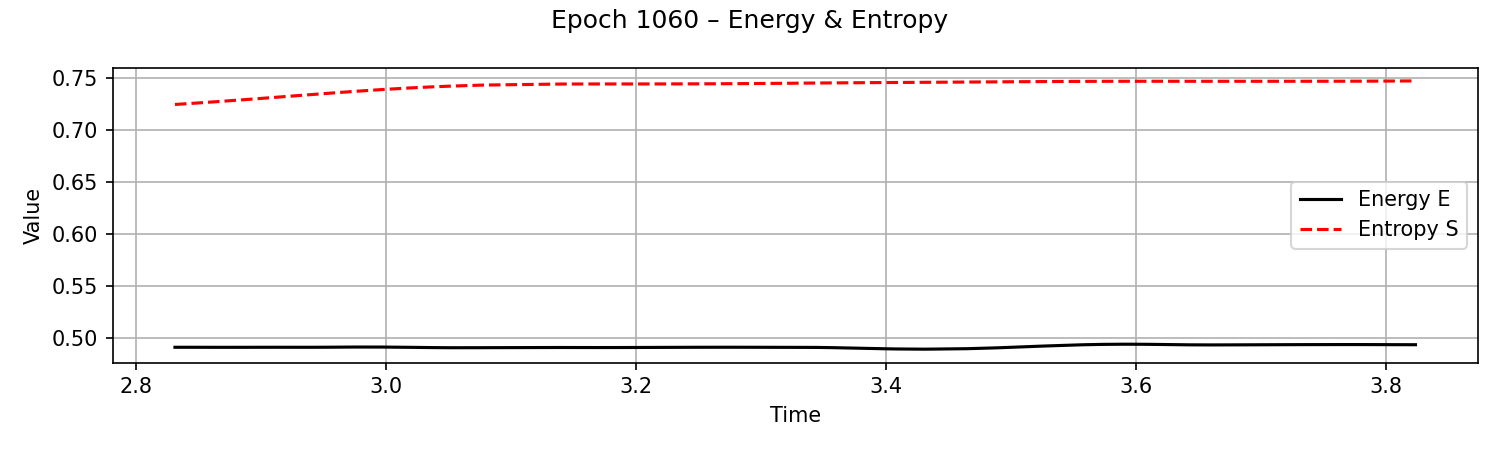 Epoch 1060 – Energy & Entropy
0.75
0.70
0.65
0.60
0.55
0.50
Value
Energy E
Entropy S
2.8 3.0 3.2 3.4 3.6 3.8
Time